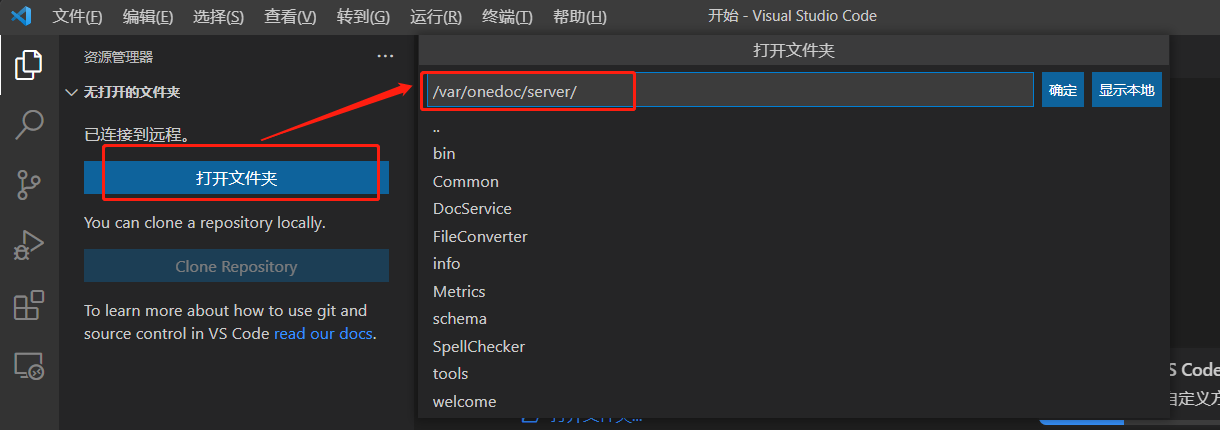 文件(F) 编辑(E) 选择(S) 查看(V) 转到(G) 运行(R) 终端(T) 帮助(H) 开始 - Visual Studio Code
资源管理器 ···
无打开的文件夹
已连接到远程。
打开文件夹
You can clone a repository locally.
Clone Repository
To learn more about how to use git and
source control in VS Code read our docs.
打开文件夹
/var/onedoc/server/ 确定 显示本地
..
bin
Common
DocService
FileConverter
info
Metrics
schema
SpellChecker
tools
welcome
S Code
自定义方
打开文件夹...